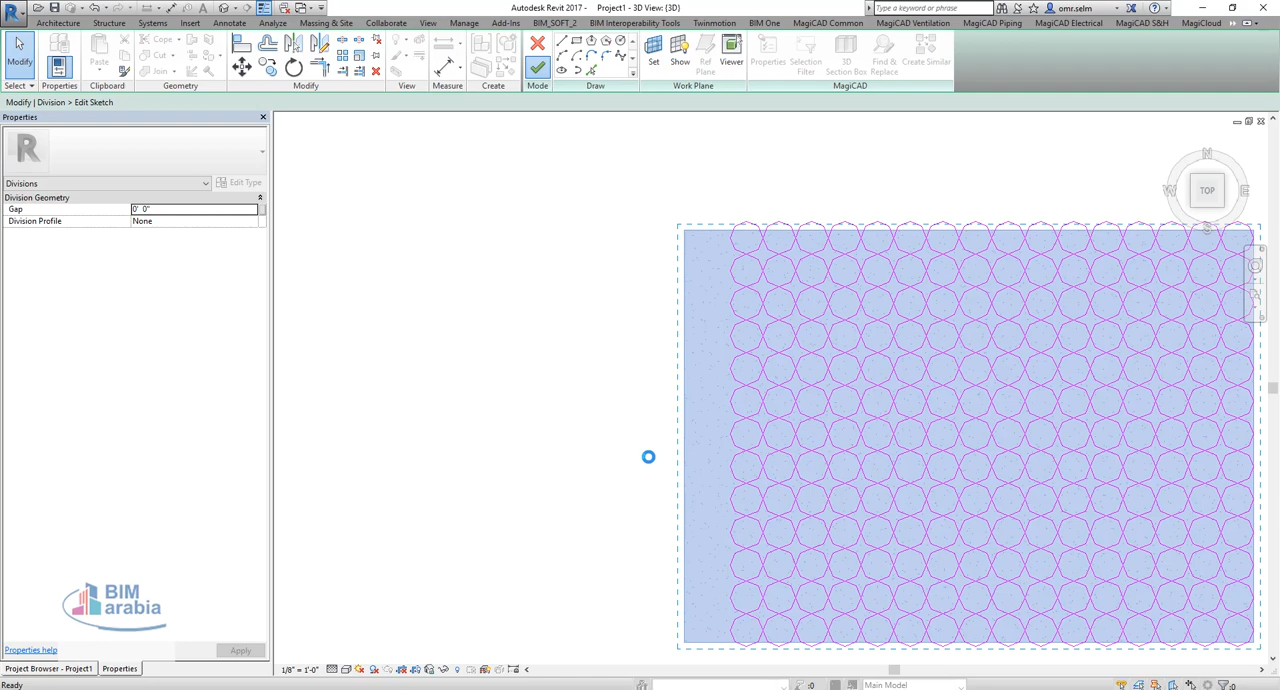 Autodesk Revit 2017 - Project1 - 3D View: {3D}
Type a keyword or phrase
omr.selm
Architecture Structure Systems Insert Annotate Analyze Massing & Site Collaborate View Manage Add-Ins BIM_SOFT_2 BIM Interoperability Tools Twinmotion BIM One MagiCAD Common MagiCAD Ventilation MagiCAD Piping MagiCAD Electrical MagiCAD S&H MagiCloud
Cope
Cut
Join
Modify Paste Set Show Ref Plane Viewer Properties Selection Filter 3D Section Box Find & Replace Create Similar
Select Properties Clipboard Geometry Modify View Measure Create Mode Draw Work Plane MagiCAD
Modify | Division > Edit Sketch
Properties
R
Divisions Edit Type
Division Geometry
Gap 0' 0"
Division Profile None
N
W TOP E
S
BIM
arabia
Properties help Apply
Project Browser - Project1 Properties
1/8" = 1'-0"
Ready :0 Main Model :0